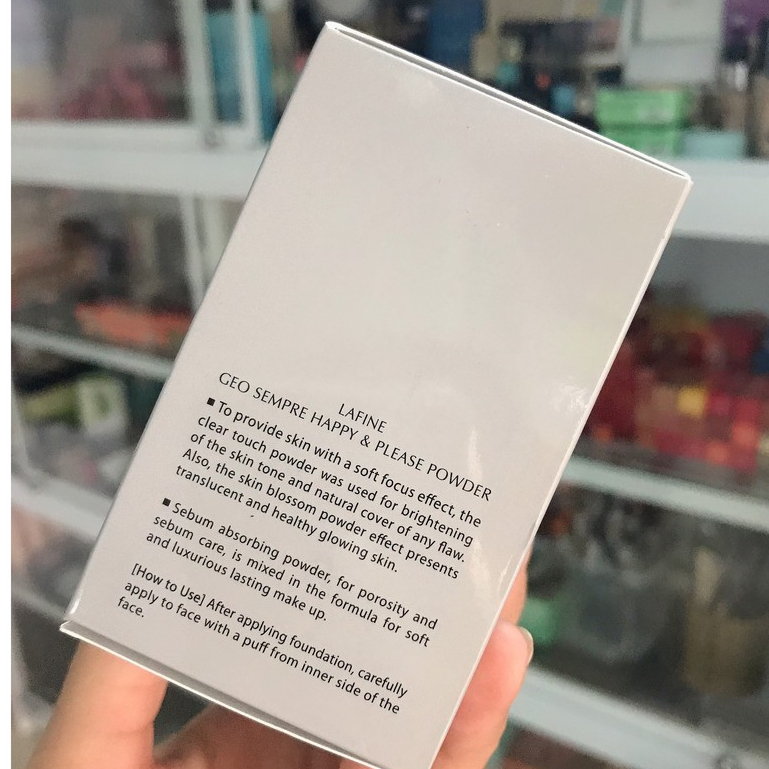 LAFINE
GEO SEMPRE HAPPY & PLEASE POWDER
■ To provide skin with a soft focus effect, the
clear touch powder was used for brightening
of the skin tone and natural cover of any flaw.
Also, the skin blossom powder effect presents
translucent and healthy glowing skin.
■ Sebum absorbing powder, for porosity and
sebum care, is mixed in the formula for soft
and luxurious lasting make up.
[How to Use] After applying foundation, carefully
apply to face with a puff from inner side of the
face.